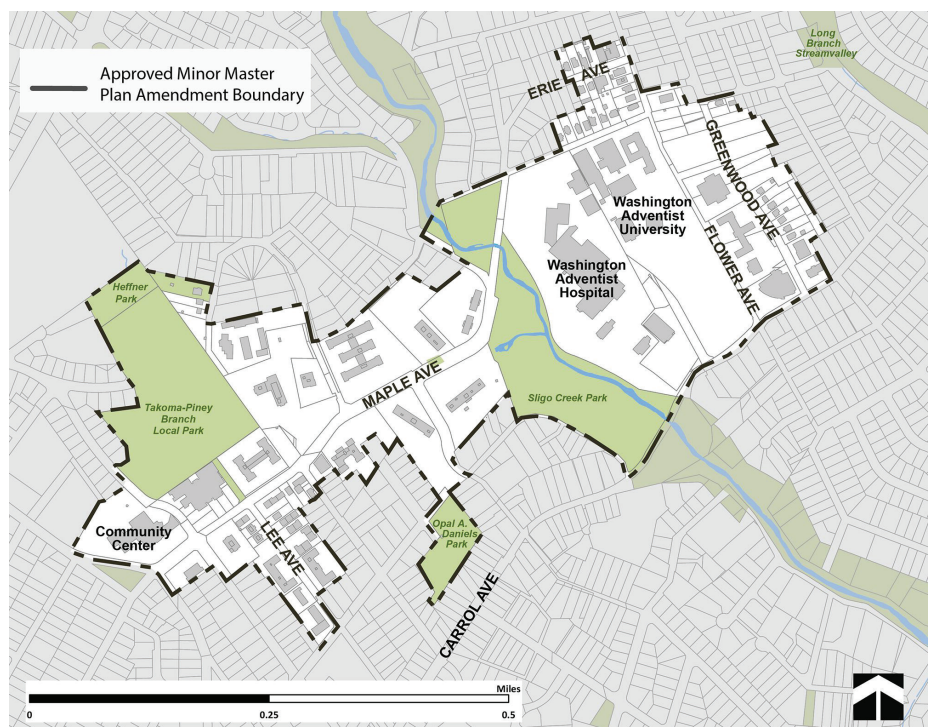 Approved Minor Master
Plan Amendment Boundary
Long
Branch
Streamvalley
ERIE AVE
GREENWOOD AVE
Washington
Adventist
University
FLOWER AVE
Washington
Adventist
Hospital
Heffner
Park
MAPLE AVE
Takoma-Piney
Branch
Local Park
Sligo Creek Park
Community
Center
LEE AVE
Opal A.
Daniels
Park
CARROL AVE
Miles
0
0.25
0.5